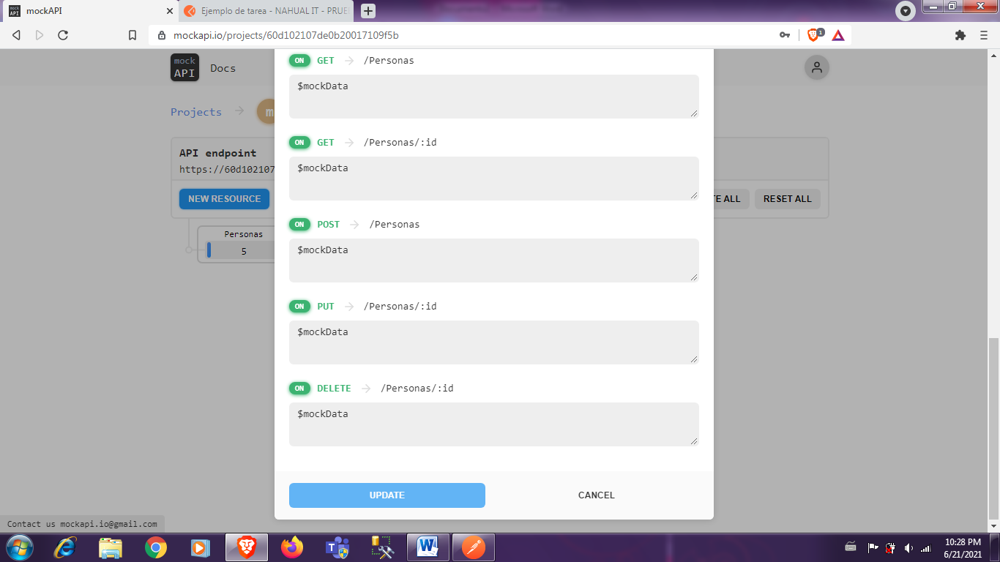 mockAPI
Ejemplo de tarea - NAHUAL IT - PRUE
mockapi.io/projects/60d102107de0b20017109f5b
1
mock
API
Docs
Projects
m
API endpoint
https://60d102107
NEW RESOURCE
TE ALL
RESET ALL
Personas
5
ON GET /Personas
$mockData
ON GET /Personas/:id
$mockData
ON POST /Personas
$mockData
ON PUT /Personas/:id
$mockData
ON DELETE /Personas/:id
$mockData
UPDATE
CANCEL
Contact us mockapi.io@gmail.com
10:28 PM
6/21/2021